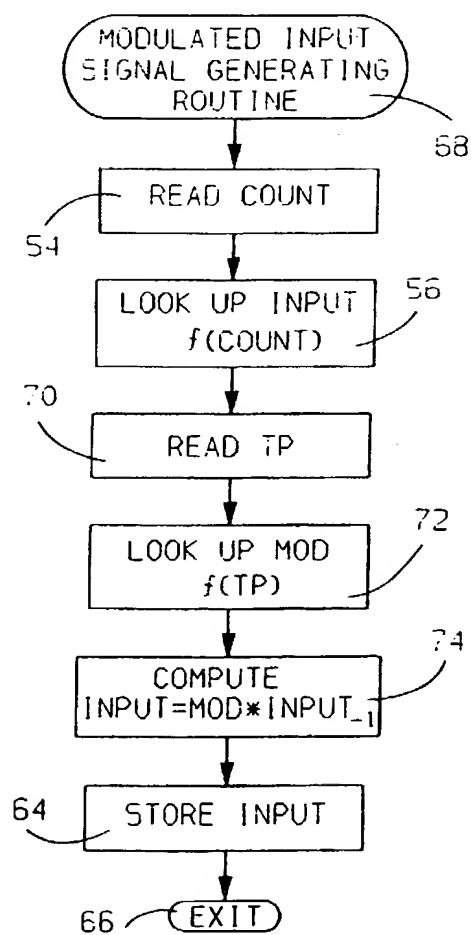 MODULATED INPUT
SIGNAL GENERATING
ROUTINE
68
READ COUNT
54
LOOK UP INPUT
f(COUNT)
56
70
READ TP
LOOK UP MOD
f(TP)
72
74
COMPUTE
INPUT=MOD*INPUT-1
64
STORE INPUT
66
EXIT